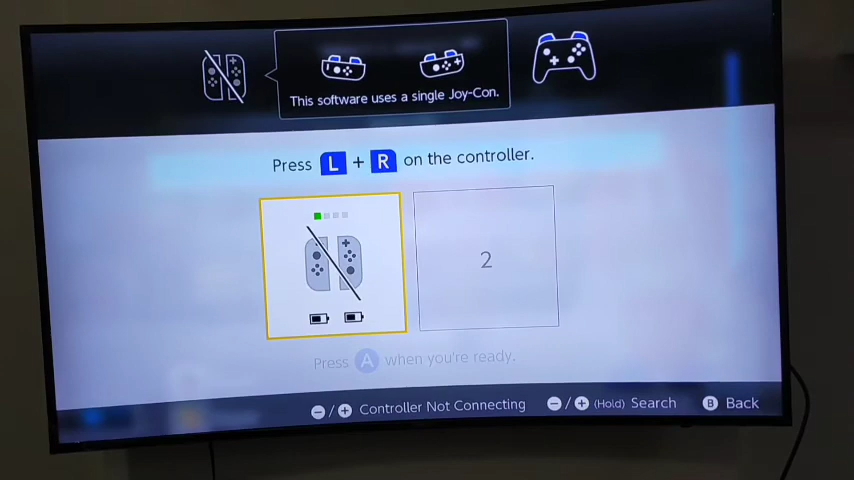 This software uses a single Joy-Con.
Press L + R on the controller.
2
Press A when you're ready.
−/+ Controller Not Connecting −/+ (Hold) Search B Back